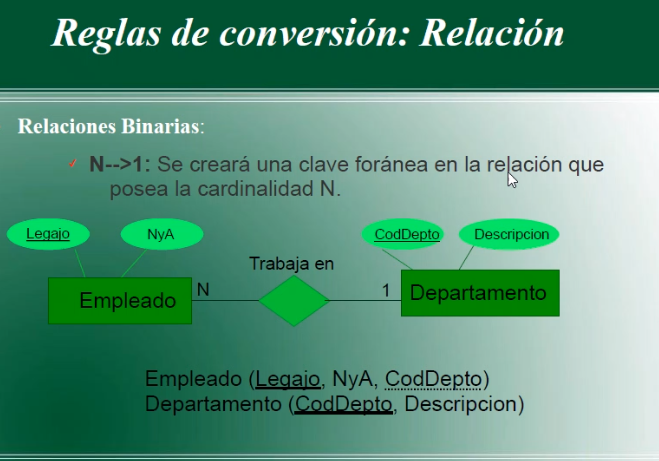 Reglas de conversión: Relación
Relaciones Binarias:
N-->1: Se creará una clave foránea en la relación que
posea la cardinalidad N.
Legajo NyA CodDepto Descripcion
Trabaja en
Empleado N 1 Departamento
Empleado (Legajo, NyA, CodDepto)
Departamento (CodDepto, Descripcion)